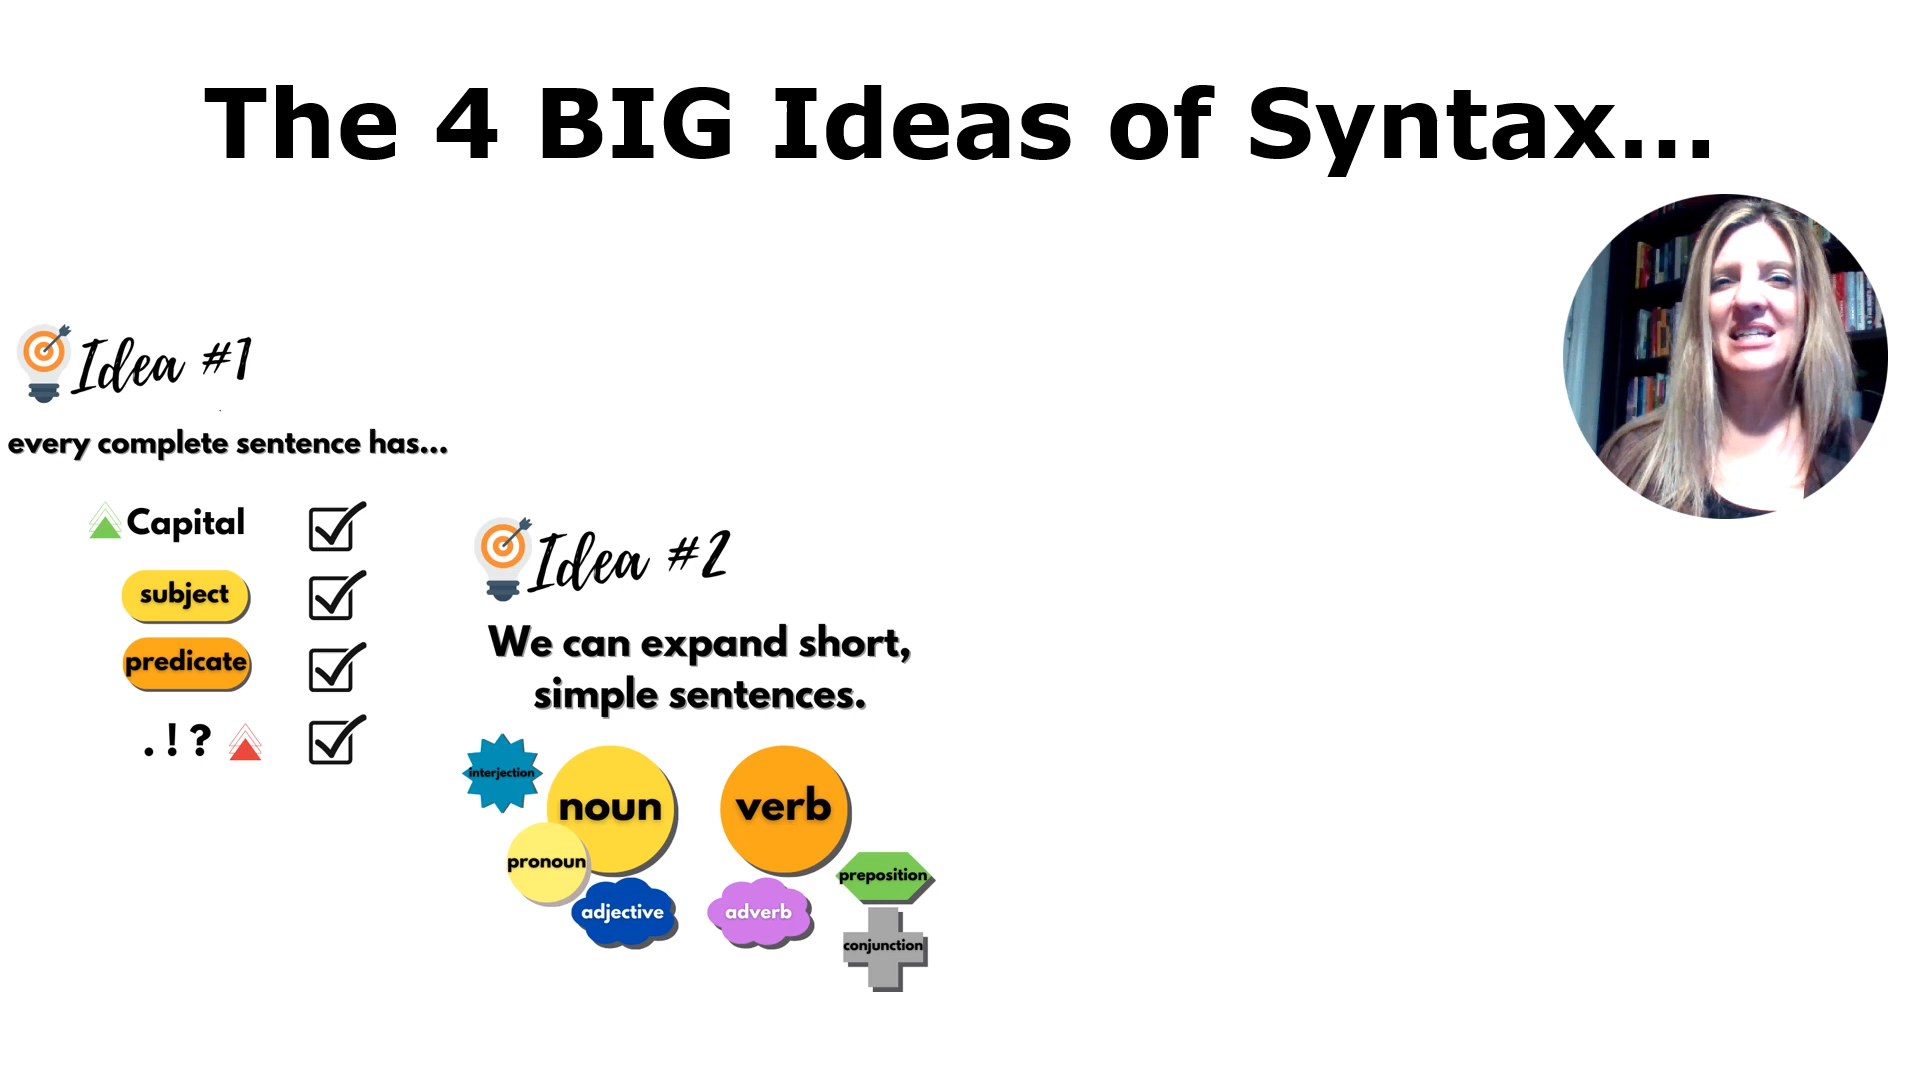 The 4 BIG Ideas of Syntax...
Idea #1
every complete sentence has...
Capital
subject
predicate
. ! ?
Idea #2
We can expand short,
simple sentences.
interjection
noun
verb
pronoun
preposition
adjective
adverb
conjunction